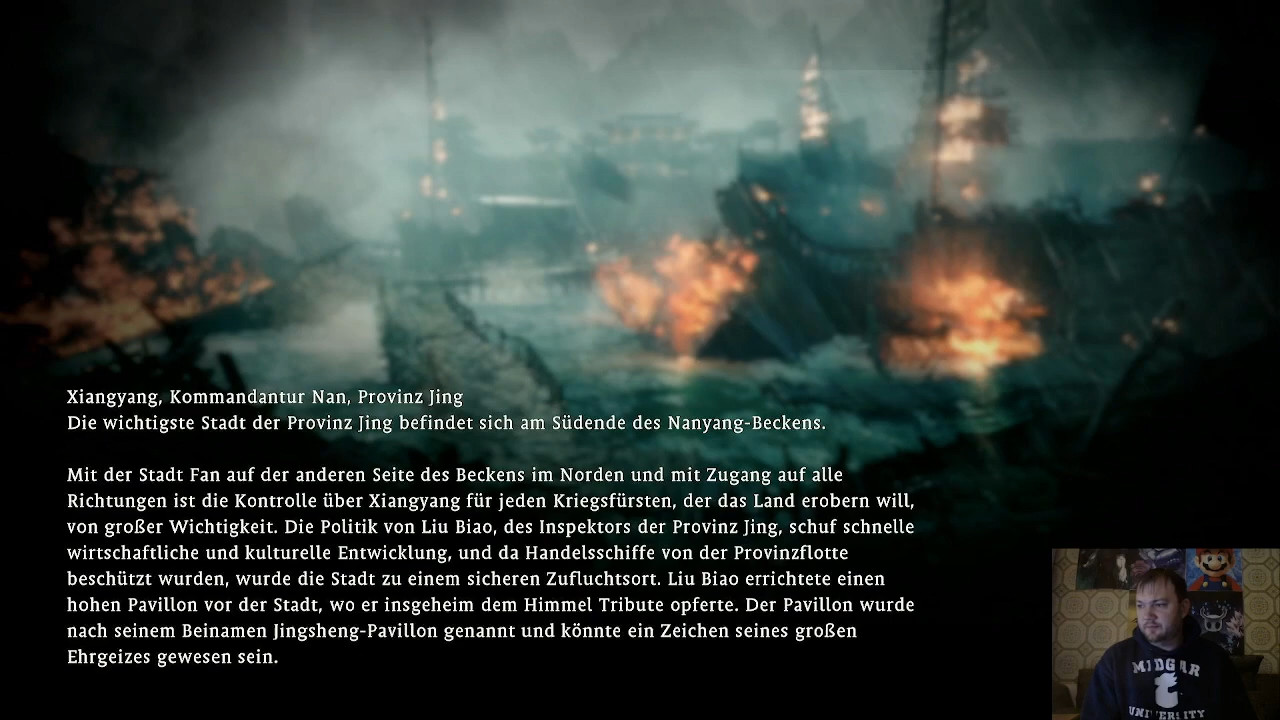 Xiangyang, Kommandantur Nan, Provinz Jing
Die wichtigste Stadt der Provinz Jing befindet sich am Südende des Nanyang-Beckens.
Mit der Stadt Fan auf der anderen Seite des Beckens im Norden und mit Zugang auf alle
Richtungen ist die Kontrolle über Xiangyang für jeden Kriegsfürsten, der das Land erobern will,
von großer Wichtigkeit. Die Politik von Liu Biao, des Inspektors der Provinz Jing, schuf schnelle
wirtschaftliche und kulturelle Entwicklung, und da Handelsschiffe von der Provinzflotte
beschützt wurden, wurde die Stadt zu einem sicheren Zufluchtsort. Liu Biao errichtete einen
hohen Pavillon vor der Stadt, wo er insgeheim dem Himmel Tribute opferte. Der Pavillon wurde
nach seinem Beinamen Jingsheng-Pavillon genannt und könnte ein Zeichen seines großen
Ehrgeizes gewesen sein.
MIDGAR
UNIVERSITY